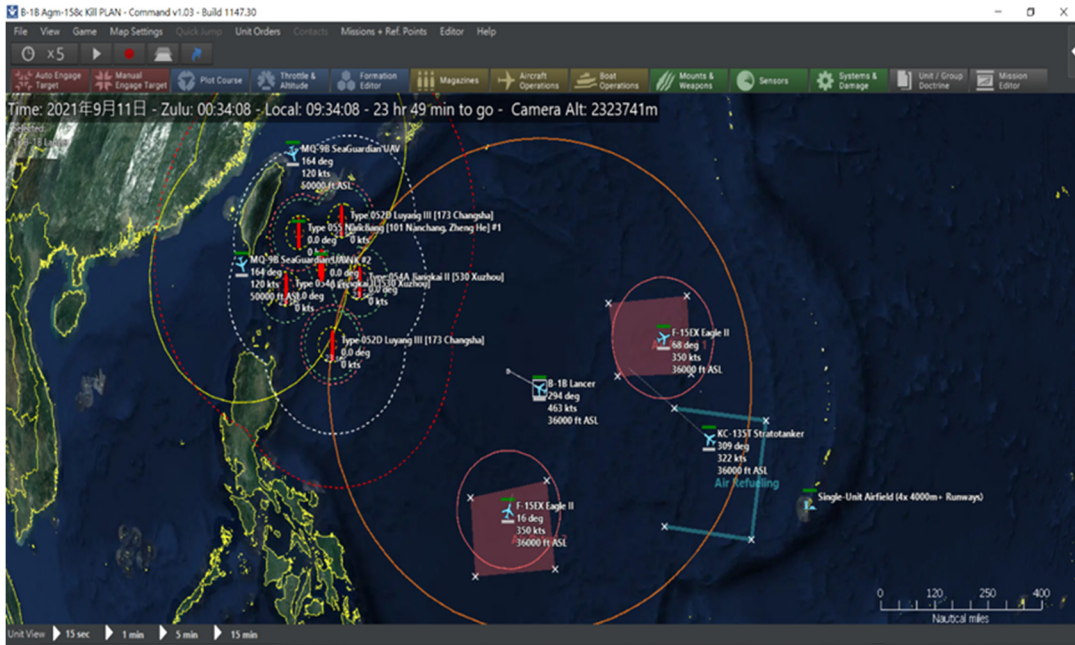 B-1B Agm-158c Kill PLAN - Command v1.03 - Build 1147.30
File View Game Map Settings Quick Jump Unit Orders Contacts Missions + Ref. Points Editor Help
x5
Auto Engage Target
Manual Engage Target
Plot Course
Throttle & Altitude
Formation Editor
Magazines
Aircraft Operations
Boat Operations
Mounts & Weapons
Sensors
Systems & Damage
Unit / Group Doctrine
Mission Editor
Time: 2021年9月11日 - Zulu: 00:34:08 - Local: 09:34:08 - 23 hr 49 min to go - Camera Alt: 2323741m
Selected:
MQ-9B SeaGuardian UAV
164 deg
120 kts
50000 ft ASL
Type 052D Luyang III [173 Changsha]
0 kts
Type 055 Nanchang [101 Nanchang, Zheng He] #1
0.0 deg
MQ-9B SeaGuardian UAV #2
164 deg
120 kts
50000 ft ASL
0.0 deg
Type 054A Jiangkai II [530 Xuzhou]
0.0 deg
0 kts
0 kts
Type 052D Luyang III [173 Changsha]
0.0 deg
0 kts
F-15EX Eagle II
68 deg
350 kts
36000 ft ASL
B-1B Lancer
294 deg
463 kts
36000 ft ASL
KC-135T Stratotanker
309 deg
322 kts
36000 ft ASL
Air Refueling
F-15EX Eagle II
16 deg
350 kts
36000 ft ASL
Single-Unit Airfield (4x 4000m+ Runways)
0 120 250 400
Nautical miles
Unit View 15 sec 1 min 5 min 15 min